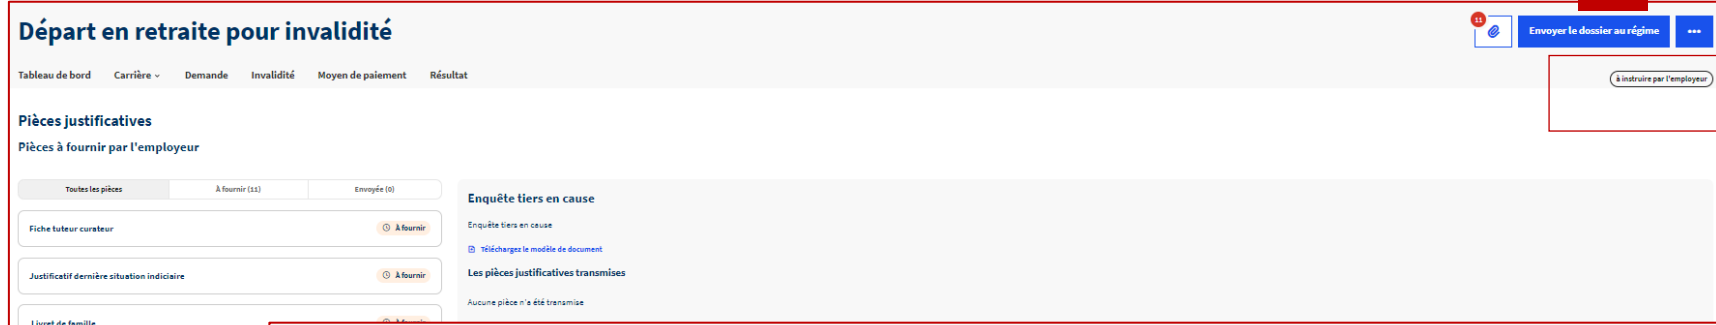 Départ en retraite pour invalidité
11
Envoyer le dossier au régime
Tableau de bord Carrière Demande Invalidité Moyen de paiement Résultat
à instruire par l'employeur
Pièces justificatives
Pièces à fournir par l'employeur
Toutes les pièces À fournir (11) Envoyée (0)
Fiche tuteur curateur À fournir
Justificatif dernière situation indiciaire À fournir
Livret de famille À fournir
Enquête tiers en cause
Enquête tiers en cause
Téléchargez le modèle de document
Les pièces justificatives transmises
Aucune pièce n'a été transmise